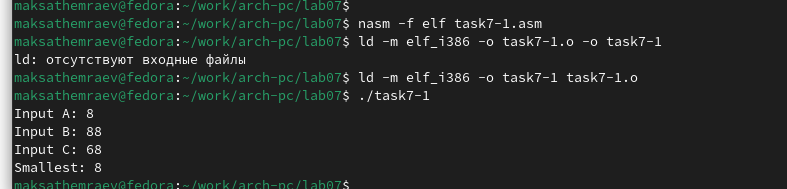 maksathemraev@fedora:~/work/arch-pc/lab07$
maksathemraev@fedora:~/work/arch-pc/lab07$ nasm -f elf task7-1.asm
maksathemraev@fedora:~/work/arch-pc/lab07$ ld -m elf_i386 -o task7-1.o -o task7-1
ld: отсутствуют входные файлы
maksathemraev@fedora:~/work/arch-pc/lab07$ ld -m elf_i386 -o task7-1 task7-1.o
maksathemraev@fedora:~/work/arch-pc/lab07$ ./task7-1
Input A: 8
Input B: 88
Input C: 68
Smallest: 8
maksathemraev@fedora:~/work/arch-pc/lab07$